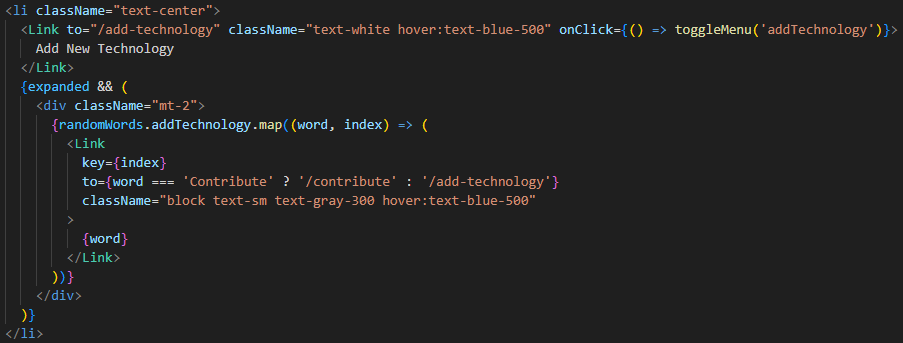 <li className="text-center">
<Link to="/add-technology" className="text-white hover:text-blue-500" onClick={() => toggleMenu('addTechnology')}>
Add New Technology
</Link>
{expanded && (
<div className="mt-2">
{randomWords.addTechnology.map((word, index) => (
<Link
key={index}
to={word === 'Contribute' ? '/contribute' : '/add-technology'}
className="block text-sm text-gray-300 hover:text-blue-500"
>
{word}
</Link>
))}
</div>
)}
</li>